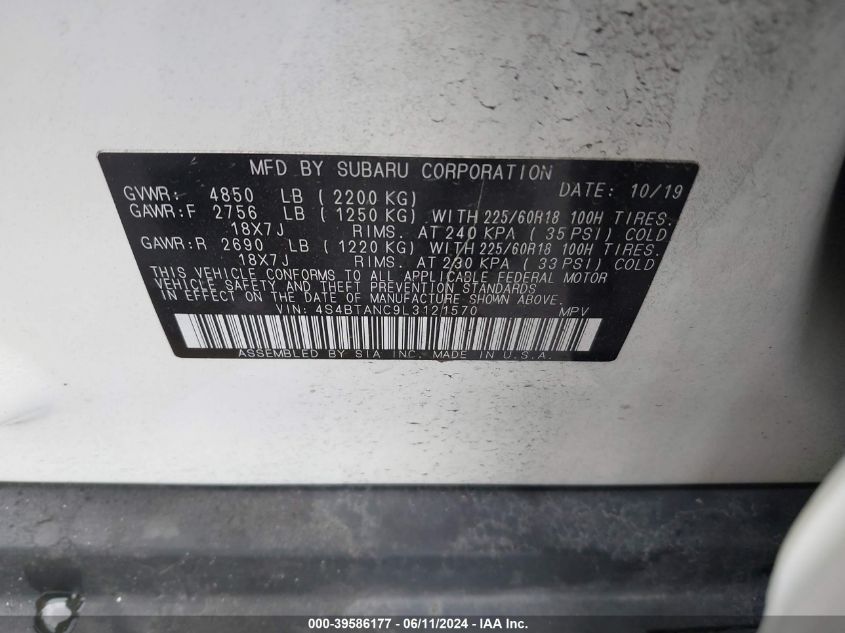 MFD BY SUBARU CORPORATION
GVWR: 4850 LB ( 2200 KG) DATE: 10/19
GAWR:F 2756 LB ( 1250 KG) WITH 225/60R18 100H TIRES.
18X7J RIMS. AT 240 KPA ( 35 PSI) COLD
GAWR:R 2690 LB ( 1220 KG) WITH 225/60R18 100H TIRES.
18X7J RIMS. AT 230 KPA ( 33 PSI) COLD
THIS VEHICLE CONFORMS TO ALL APPLICABLE FEDERAL MOTOR
VEHICLE SAFETY AND THEFT PREVENTION STANDARDS
IN EFFECT ON THE DATE OF MANUFACTURE SHOWN ABOVE.
VIN: 4S4BTANC9L3121570 MPV
ASSEMBLED BY SIA INC. MADE IN U.S.A.
000-39586177 - 06/11/2024 - IAA Inc.